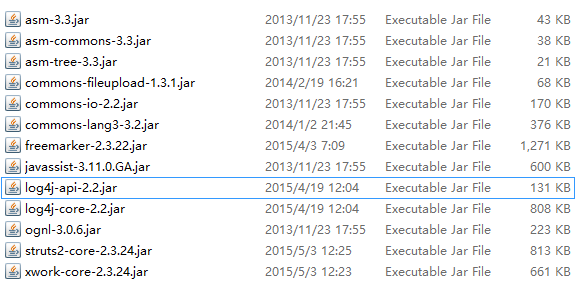 asm-3.3.jar 2013/11/23 17:55 Executable Jar File 43 KB
asm-commons-3.3.jar 2013/11/23 17:55 Executable Jar File 38 KB
asm-tree-3.3.jar 2013/11/23 17:55 Executable Jar File 21 KB
commons-fileupload-1.3.1.jar 2014/2/19 16:21 Executable Jar File 68 KB
commons-io-2.2.jar 2013/11/23 17:55 Executable Jar File 170 KB
commons-lang3-3.2.jar 2014/1/2 21:45 Executable Jar File 376 KB
freemarker-2.3.22.jar 2015/4/3 7:09 Executable Jar File 1,271 KB
javassist-3.11.0.GA.jar 2013/11/23 17:55 Executable Jar File 600 KB
log4j-api-2.2.jar 2015/4/19 12:04 Executable Jar File 131 KB
log4j-core-2.2.jar 2015/4/19 12:04 Executable Jar File 808 KB
ognl-3.0.6.jar 2013/11/23 17:55 Executable Jar File 223 KB
struts2-core-2.3.24.jar 2015/5/3 12:25 Executable Jar File 813 KB
xwork-core-2.3.24.jar 2015/5/3 12:23 Executable Jar File 661 KB